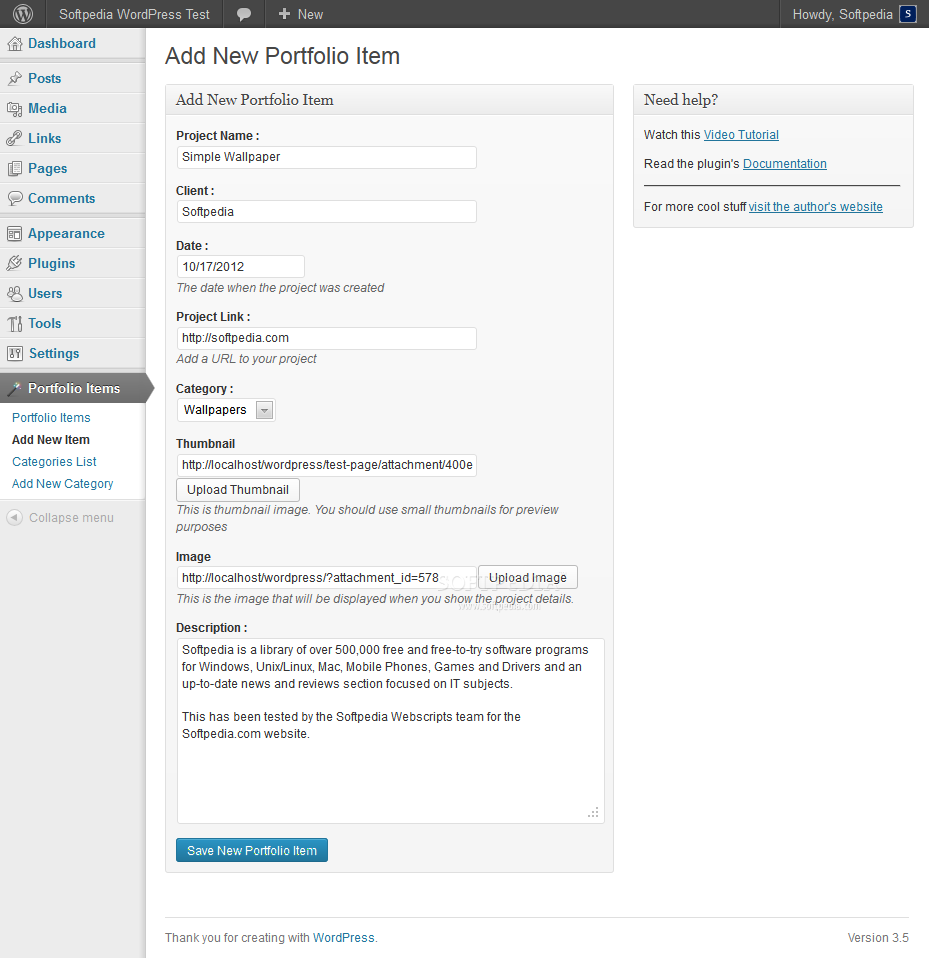 Softpedia WordPress Test
New
Howdy, Softpedia
S
Dashboard
Posts
Media
Links
Pages
Comments
Appearance
Plugins
Users
Tools
Settings
Portfolio Items
Portfolio Items
Add New Item
Categories List
Add New Category
Collapse menu
Add New Portfolio Item
Add New Portfolio Item
Project Name :
Simple Wallpaper
Client :
Softpedia
Date :
10/17/2012
The date when the project was created
Project Link :
http://softpedia.com
Add a URL to your project
Category :
Wallpapers
Thumbnail
http://localhost/wordpress/test-page/attachment/400e
Upload Thumbnail
This is thumbnail image. You should use small thumbnails for preview
purposes
Image
http://localhost/wordpress/?attachment_id=578
Upload Image
SOFTPEDIA
www.softpedia.com
This is the image that will be displayed when you show the project details.
Description :
Softpedia is a library of over 500,000 free and free-to-try software programs
for Windows, Unix/Linux, Mac, Mobile Phones, Games and Drivers and an
up-to-date news and reviews section focused on IT subjects.
This has been tested by the Softpedia Webscripts team for the
Softpedia.com website.
Save New Portfolio Item
Need help?
Watch this Video Tutorial
Read the plugin's Documentation
For more cool stuff visit the author's website
Thank you for creating with WordPress.
Version 3.5